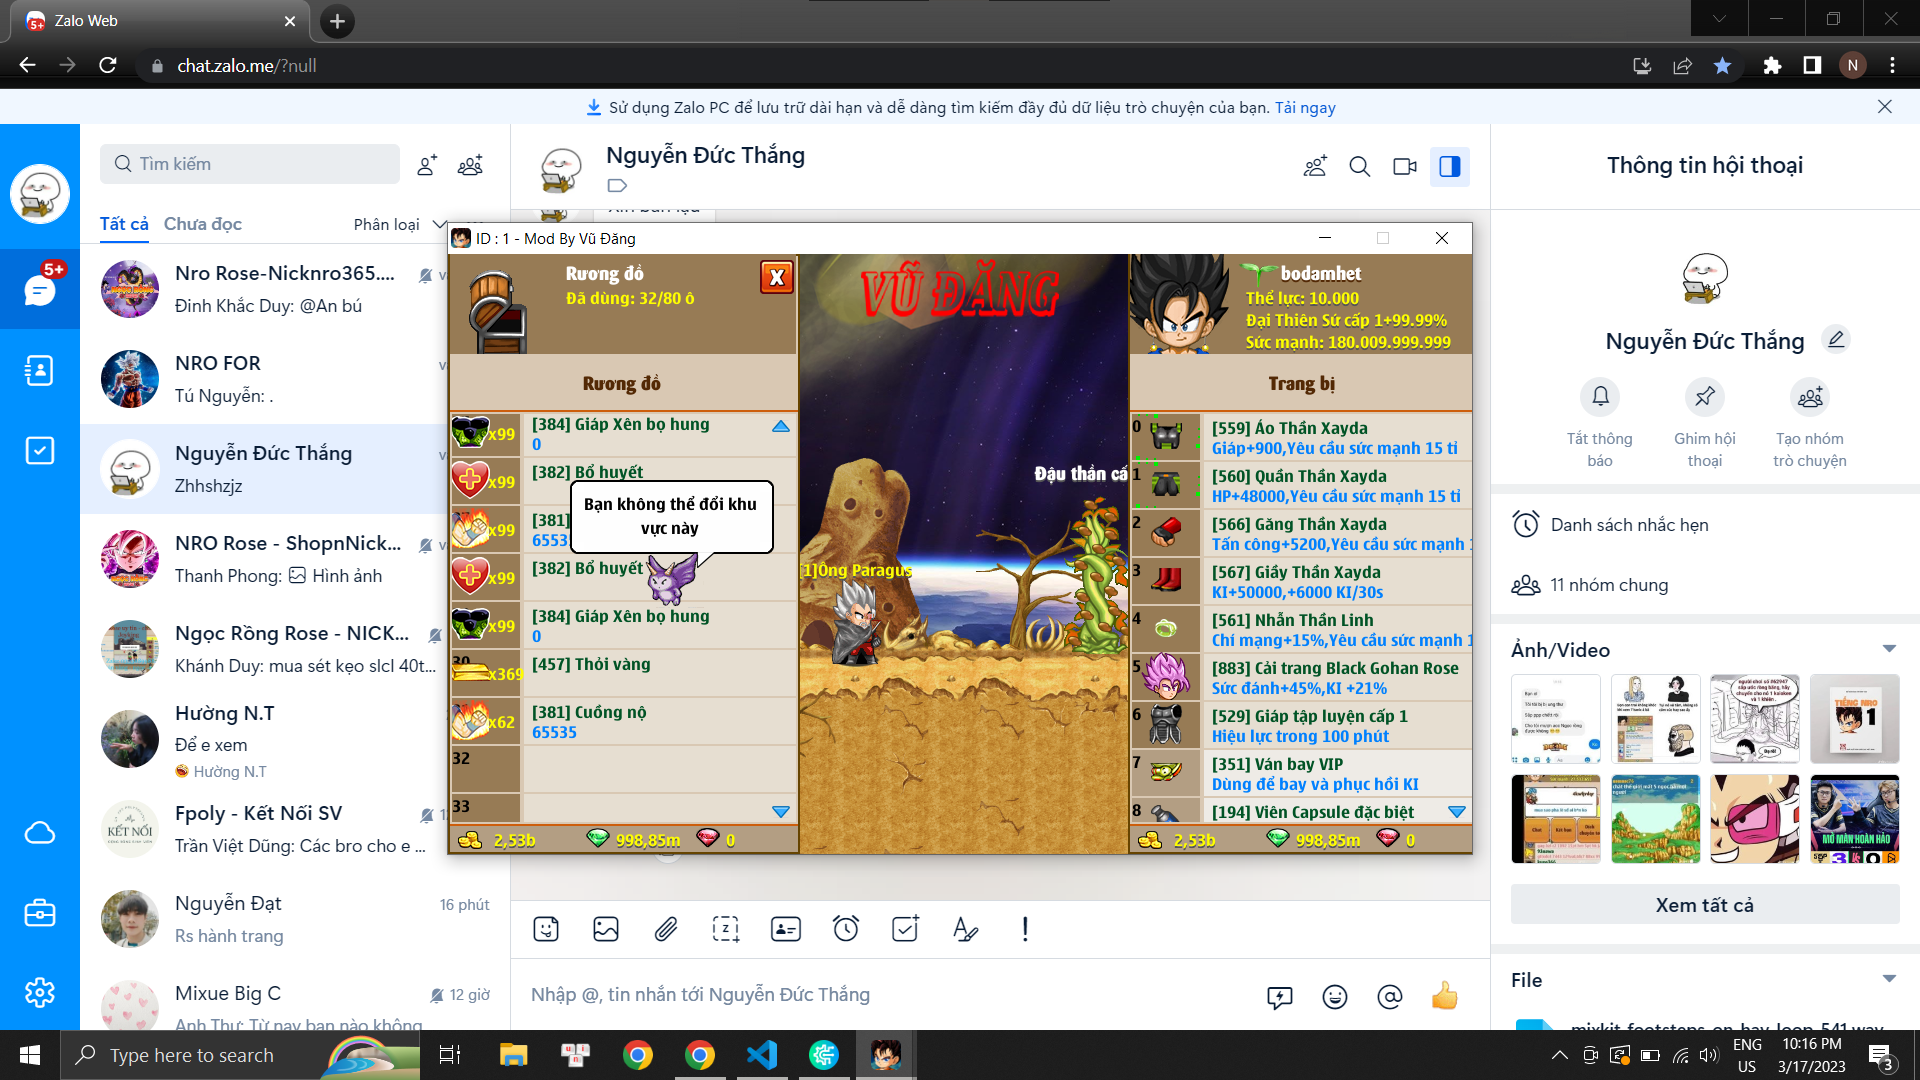 Zalo Web
chat.zalo.me/?null
N
Sử dụng Zalo PC để lưu trữ dài hạn và dễ dàng tìm kiếm đầy đủ dữ liệu trò chuyện của bạn. Tải ngay
Tìm kiếm
Tất cả
Chưa đọc
Phân loại
5+
Nro Rose-Nicknro365....
Đinh Khắc Duy: @An bú
NRO FOR
Tú Nguyễn: .
Nguyễn Đức Thắng
Zhhshzjz
NRO Rose - ShopnNick...
Thanh Phong: Hình ảnh
Ngọc Rồng Rose - NICK...
Khánh Duy: mua sét kẹo slcl 40t...
Hường N.T
Để e xem
Hường N.T
Fpoly - Kết Nối SV
Trần Việt Dũng: Các bro cho e ...
KẾT NỐI
Nguyễn Đạt
16 phút
Rs hành trang
Mixue Big C
12 giờ
Anh Thư: Từ nay bạn nào không
Nguyễn Đức Thắng
ID : 1 - Mod By Vũ Đăng
Rương đồ
Đã dùng: 32/80 ô
X
Rương đồ
x99
[384] Giáp Xên bọ hung
0
x99
[382] Bổ huyết
x99
[381]
6553
x99
[382] Bổ huyết
x99
[384] Giáp Xên bọ hung
0
30
x369
[457] Thỏi vàng
x62
[381] Cuồng nộ
65535
32
33
2,53b
998,85m
0
Bạn không thể đổi khu
vực này
VŨ ĐĂNG
Đậu thần cấ
[1]Ông Paragus
bodamhet
Thể lực: 10.000
Đại Thiên Sứ cấp 1+99.99%
Sức mạnh: 180.009.999.999
Trang bị
0
[559] Áo Thần Xayda
Giáp+900,Yêu cầu sức mạnh 15 tỉ
1
[560] Quần Thần Xayda
HP+48000,Yêu cầu sức mạnh 15 tỉ
2
[566] Găng Thần Xayda
Tấn công+5200,Yêu cầu sức mạnh 1
3
[567] Giầy Thần Xayda
KI+50000,+6000 KI/30s
4
[561] Nhẫn Thần Linh
Chí mạng+15%,Yêu cầu sức mạnh 1
5
[883] Cải trang Black Gohan Rose
Sức đánh+45%,KI +21%
6
[529] Giáp tập luyện cấp 1
Hiệu lực trong 100 phút
7
[351] Ván bay VIP
Dùng để bay và phục hồi KI
8
[194] Viên Capsule đặc biệt
2,53b
998,85m
0
Nhập @, tin nhắn tới Nguyễn Đức Thắng
Thông tin hội thoại
Nguyễn Đức Thắng
Tắt thông
báo
Ghim hội
thoại
Tạo nhóm
trò chuyện
Danh sách nhắc hẹn
11 nhóm chung
Ảnh/Video
TIẾNG NRO
1
MỞ MÀN HOÀN HẢO
3
0
Xem tất cả
File
mixkit-footsteps-on-hay-loop-541.wav
Type here to search
ENG
US
10:16 PM
3/17/2023
3